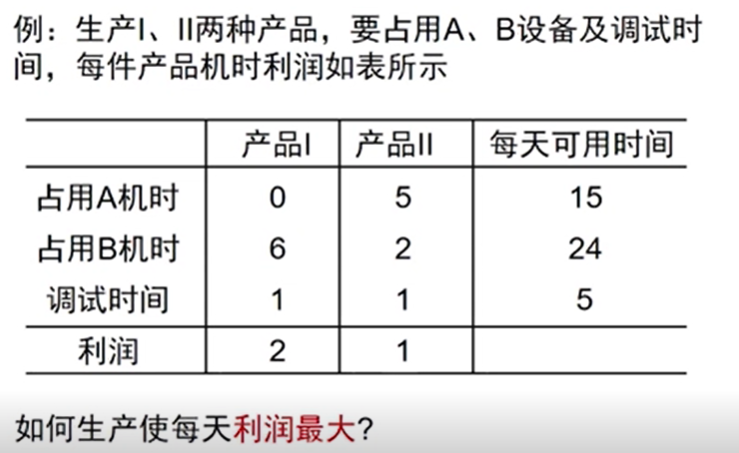 例：生产I、II两种产品，要占用A、B设备及调试时
间，每件产品机时利润如表所示
产品I 产品II 每天可用时间
占用A机时 0 5 15
占用B机时 6 2 24
调试时间 1 1 5
利润 2 1
如何生产使每天利润最大?